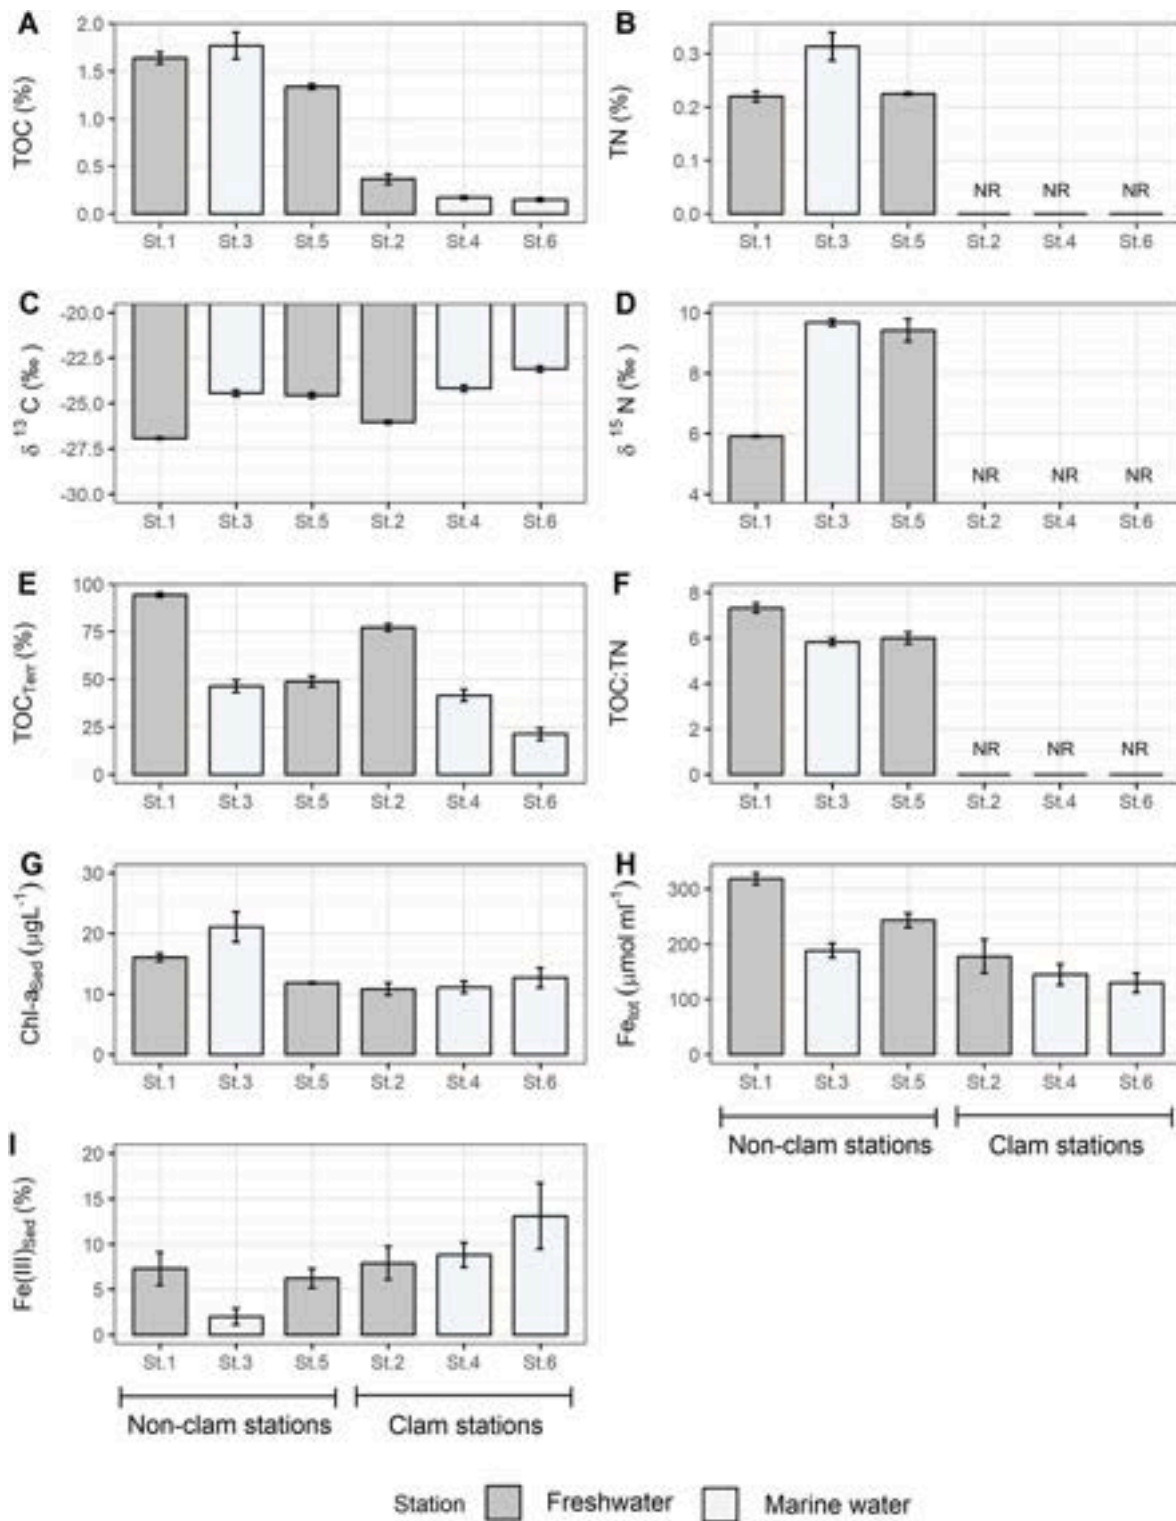 A
TOC (%)
2.0
1.5
1.0
0.5
0.0
St.1 St.3 St.5 St.2 St.4 St.6
B
TN (%)
0.3
0.2
0.1
0.0
NR NR NR
St.1 St.3 St.5 St.2 St.4 St.6
C
δ ¹³ C (‰)
-20.0
-22.5
-25.0
-27.5
-30.0
St.1 St.3 St.5 St.2 St.4 St.6
D
δ ¹⁵ N (‰)
10
8
6
4
NR NR NR
St.1 St.3 St.5 St.2 St.4 St.6
E
TOC_Terr (%)
100
75
50
25
0
St.1 St.3 St.5 St.2 St.4 St.6
F
TOC:TN
8
6
4
2
0
NR NR NR
St.1 St.3 St.5 St.2 St.4 St.6
G
Chl-a_Sed (µgL⁻¹)
30
20
10
0
St.1 St.3 St.5 St.2 St.4 St.6
H
Fe_tot (µmol ml⁻¹)
300
200
100
0
St.1 St.3 St.5 St.2 St.4 St.6
Non-clam stations Clam stations
I
Fe(III)_Sed (%)
20
15
10
5
0
St.1 St.3 St.5 St.2 St.4 St.6
Non-clam stations Clam stations
Station Freshwater Marine water